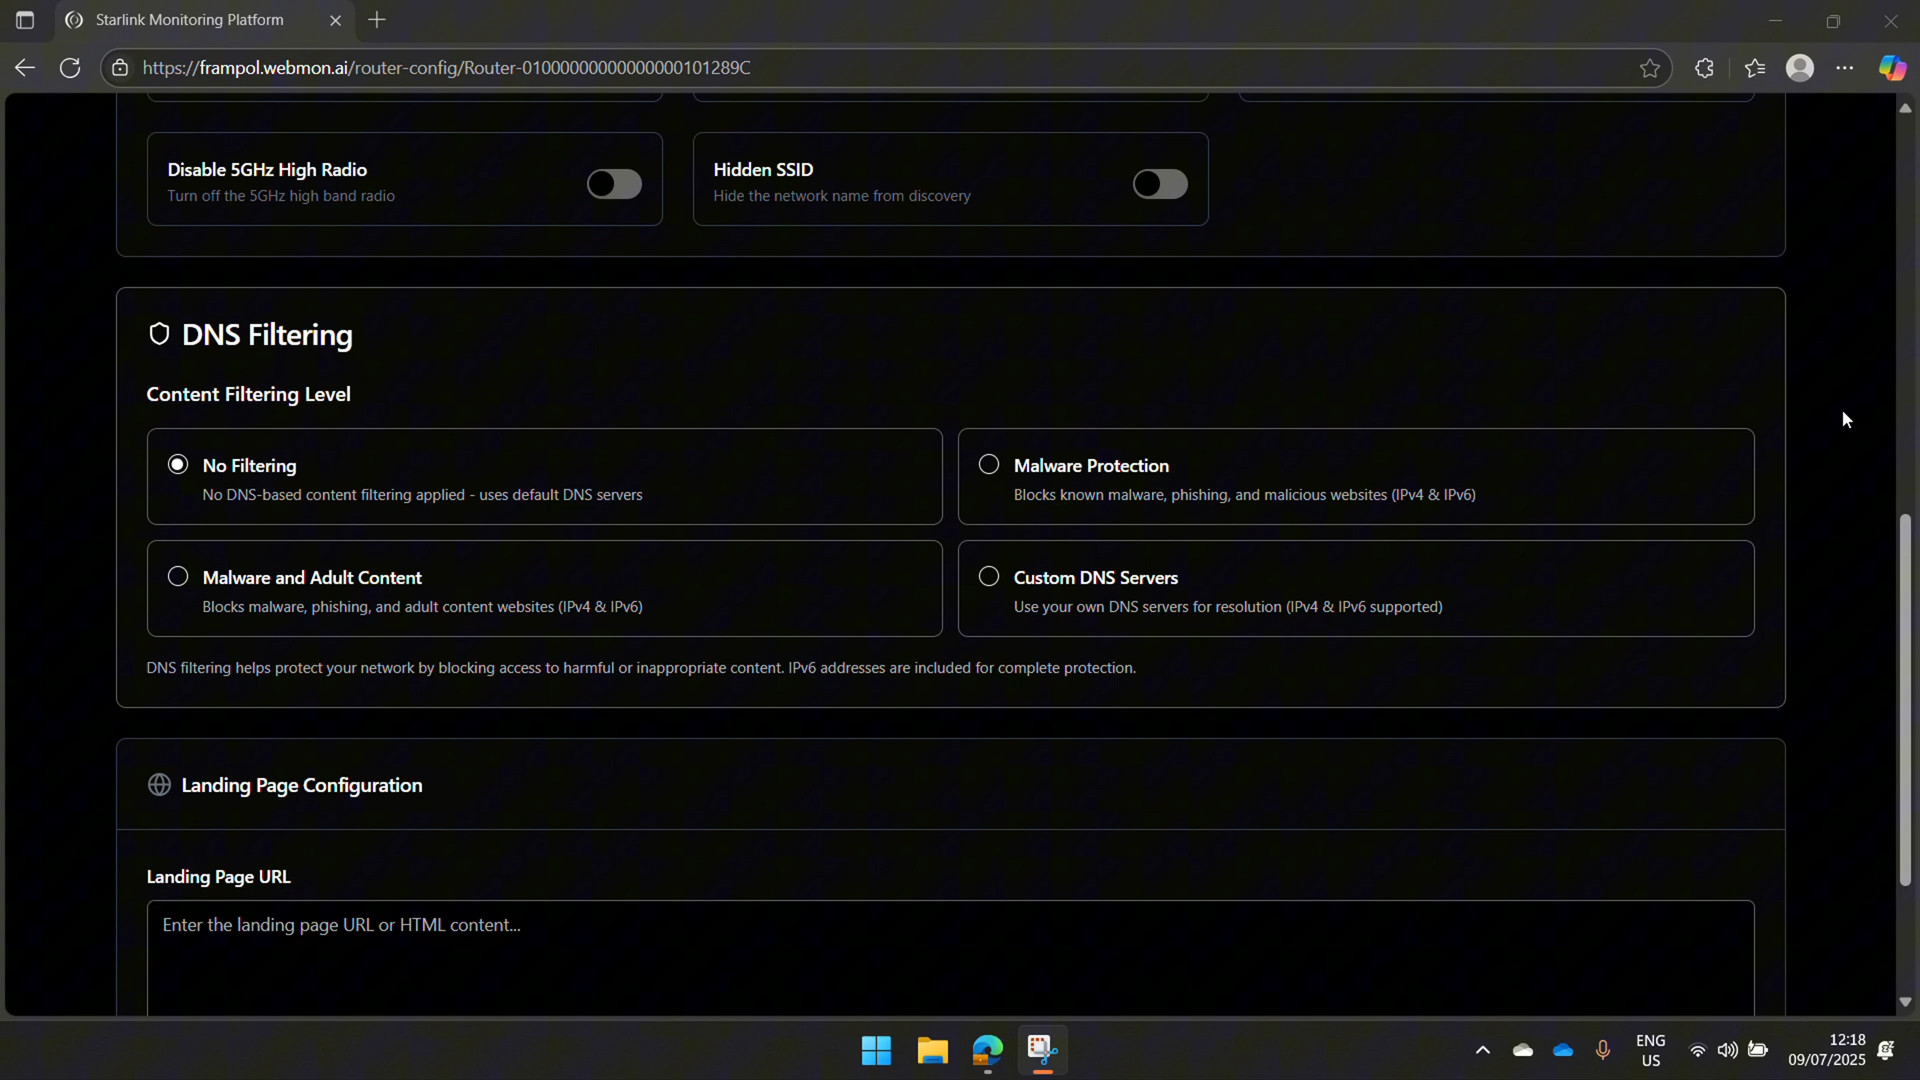 Starlink Monitoring Platform
https://frampol.webmon.ai/router-config/Router-010000000000000000101289C
Disable 5GHz High Radio
Turn off the 5GHz high band radio
Hidden SSID
Hide the network name from discovery
DNS Filtering
Content Filtering Level
No Filtering
No DNS-based content filtering applied - uses default DNS servers
Malware Protection
Blocks known malware, phishing, and malicious websites (IPv4 & IPv6)
Malware and Adult Content
Blocks malware, phishing, and adult content websites (IPv4 & IPv6)
Custom DNS Servers
Use your own DNS servers for resolution (IPv4 & IPv6 supported)
DNS filtering helps protect your network by blocking access to harmful or inappropriate content. IPv6 addresses are included for complete protection.
Landing Page Configuration
Landing Page URL
Enter the landing page URL or HTML content...
ENG
US
12:18
09/07/2025